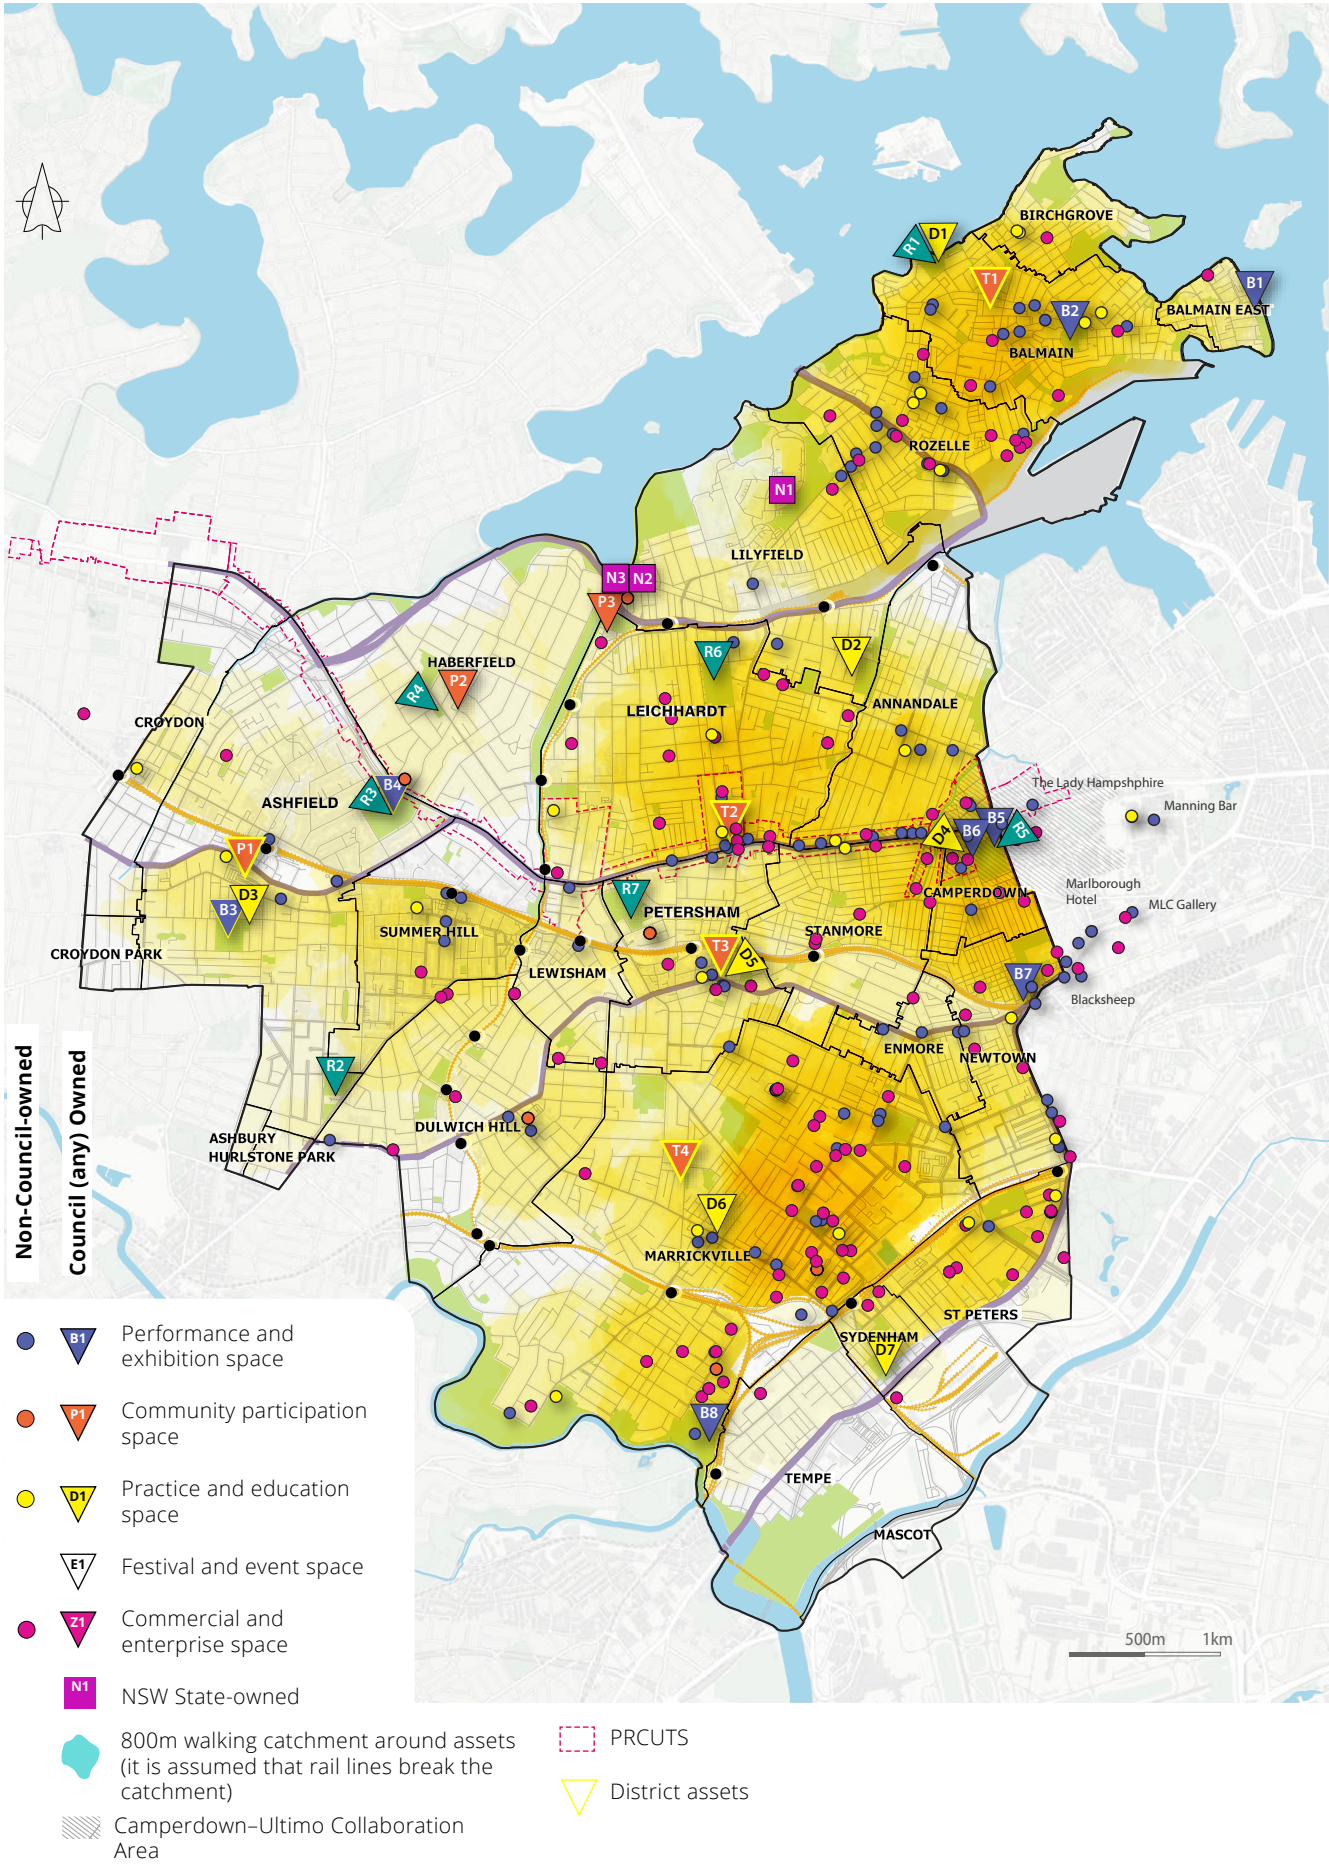 BIRCHGROVE
R1
D1
T1
B1
B2
BALMAIN EAST
BALMAIN
ROZELLE
N1
LILYFIELD
N3
N2
P3
HABERFIELD
R4
P2
R6
D2
LEICHHARDT
ANNANDALE
CROYDON
The Lady Hampshphire
Manning Bar
ASHFIELD
R3
B4
T2
D4
B6
B5
R5
P1
D3
B3
R7
PETERSHAM
CAMPERDOWN
Marlborough
Hotel
MLC Gallery
SUMMER HILL
STANMORE
CROYDON PARK
LEWISHAM
T3
D5
B7
Blacksheep
ENMORE
NEWTOWN
R2
ASHBURY
HURLSTONE PARK
DULWICH HILL
T4
D6
MARRICKVILLE
ST PETERS
SYDENHAM
D7
B8
TEMPE
MASCOT
500m
1km
Non-Council-owned
Council (any) Owned
B1
Performance and
exhibition space
P1
Community participation
space
D1
Practice and education
space
E1
Festival and event space
Z1
Commercial and
enterprise space
N1
NSW State-owned
800m walking catchment around assets
(it is assumed that rail lines break the
catchment)
Camperdown–Ultimo Collaboration
Area
PRCUTS
District assets